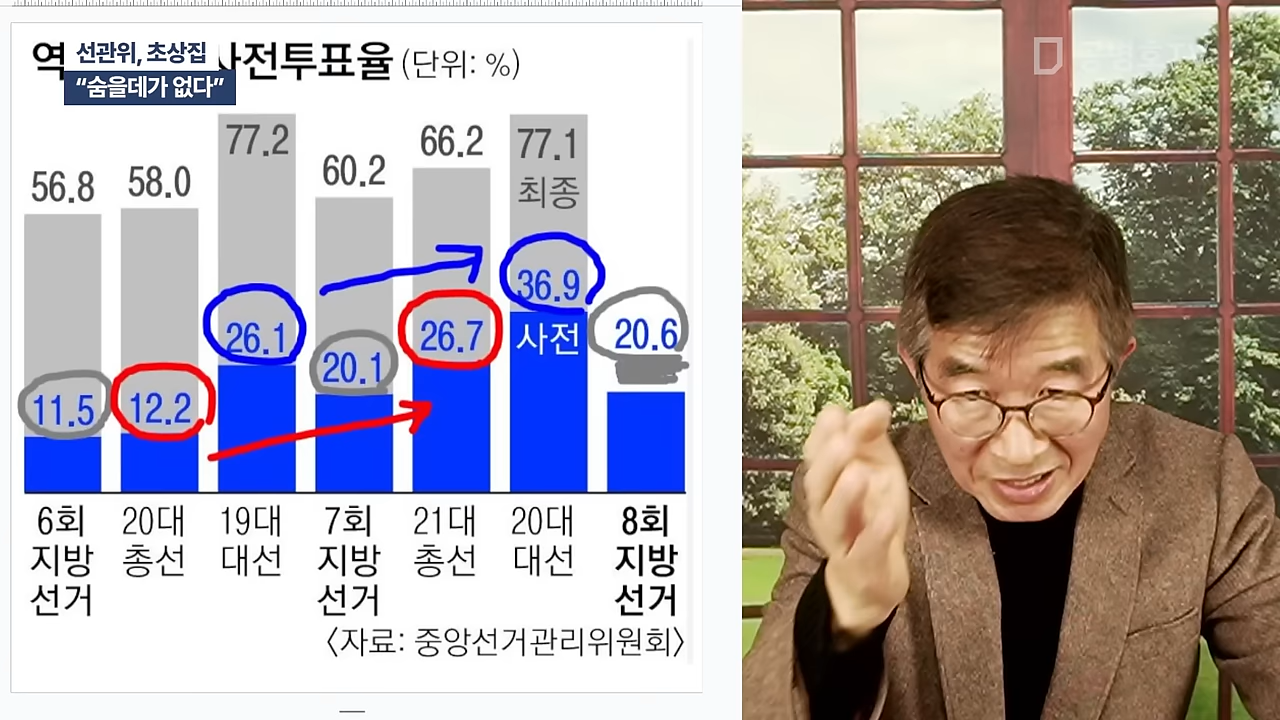 선관위, 초상집
“숨을데가 없다”
역 사전투표율 (단위: %)
56.8
58.0
77.2
60.2
66.2
77.1
최종
11.5
12.2
26.1
20.1
26.7
36.9
사전
20.6
6회 지방 선거
20대 총선
19대 대선
7회 지방 선거
21대 총선
20대 대선
8회 지방 선거
〈자료: 중앙선거관리위원회〉